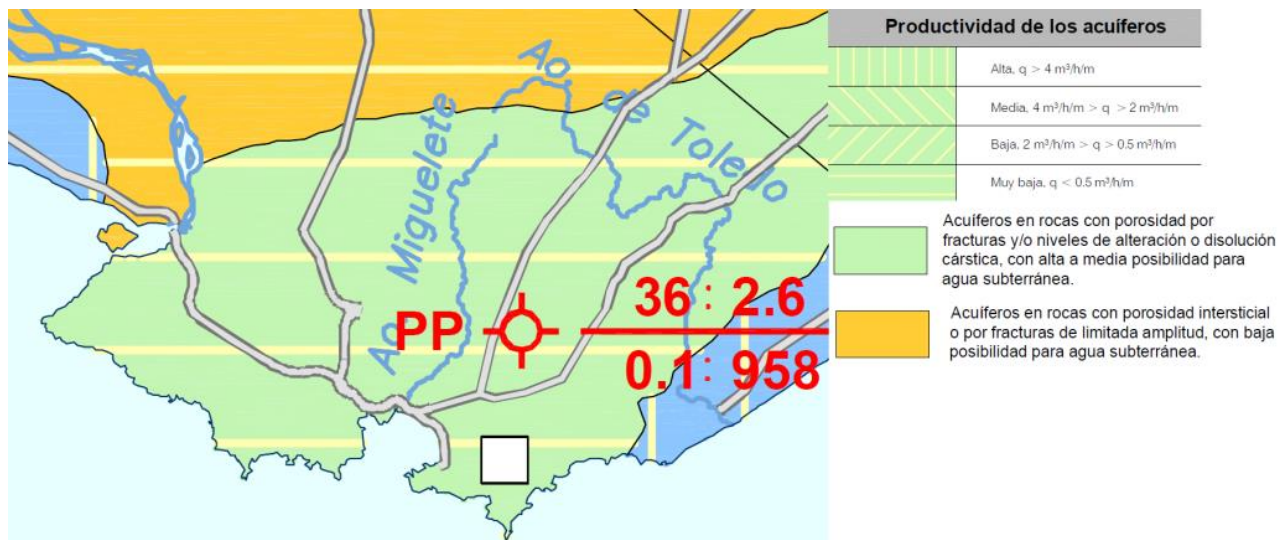 Ao Miguelete
Ao de Toledo
PP
36 : 2.6
0.1 : 958
Productividad de los acuíferos
Alta, q > 4 m³/h/m
Media, 4 m³/h/m > q > 2 m³/h/m
Baja, 2 m³/h/m > q > 0.5 m³/h/m
Muy baja, q < 0.5 m³/h/m
Acuíferos en rocas con porosidad por
fracturas y/o niveles de alteración o disolución
cárstica, con alta a media posibilidad para
agua subterránea.
Acuíferos en rocas con porosidad intersticial
o por fracturas de limitada amplitud, con baja
posibilidad para agua subterránea.